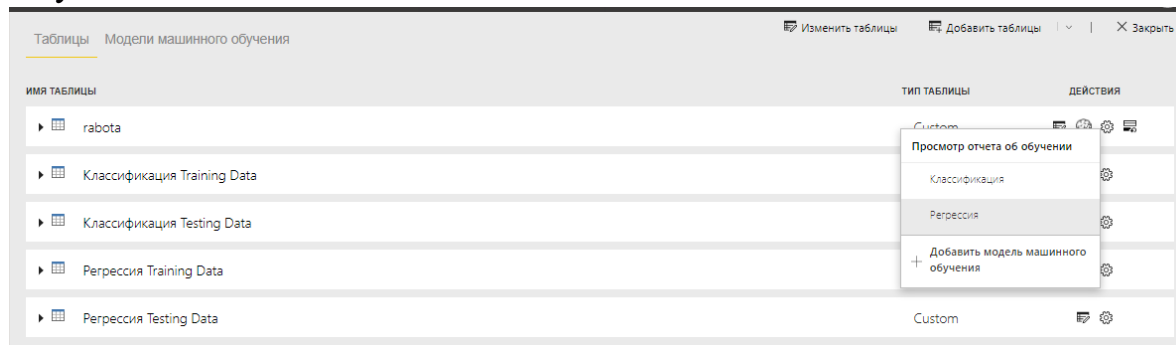 Изменить таблицы Добавить таблицы Закрыть
Таблицы Модели машинного обучения
ИМЯ ТАБЛИЦЫ ТИП ТАБЛИЦЫ ДЕЙСТВИЯ
rabota Custom
Просмотр отчета об обучении
Классификация Training Data
Классификация
Классификация Testing Data
Регрессия
Добавить модель машинного
обучения
Регрессия Training Data
Регрессия Testing Data Custom